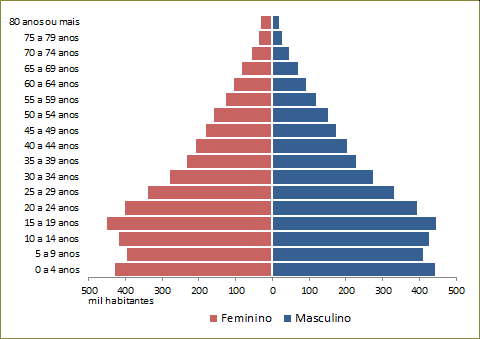 80 anos ou mais
75 a 79 anos
70 a 74 anos
65 a 69 anos
60 a 64 anos
55 a 59 anos
50 a 54 anos
45 a 49 anos
40 a 44 anos
35 a 39 anos
30 a 34 anos
25 a 29 anos
20 a 24 anos
15 a 19 anos
10 a 14 anos
5 a 9 anos
0 a 4 anos
500 400 300 200 100 0 100 200 300 400 500
mil habitantes
Feminino Masculino